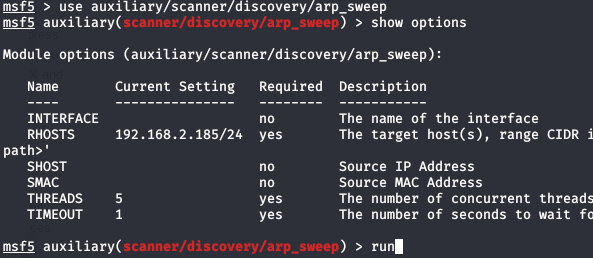 msf5 > use auxiliary/scanner/discovery/arp_sweep
msf5 auxiliary(scanner/discovery/arp_sweep) > show options
Module options (auxiliary/scanner/discovery/arp_sweep):
Name Current Setting Required Description
---- --------------- -------- -----------
INTERFACE no The name of the interface
RHOSTS 192.168.2.185/24 yes The target host(s), range CIDR i
path>'
SHOST no Source IP Address
SMAC no Source MAC Address
THREADS 5 yes The number of concurrent threads
TIMEOUT 1 yes The number of seconds to wait fo
msf5 auxiliary(scanner/discovery/arp_sweep) > run